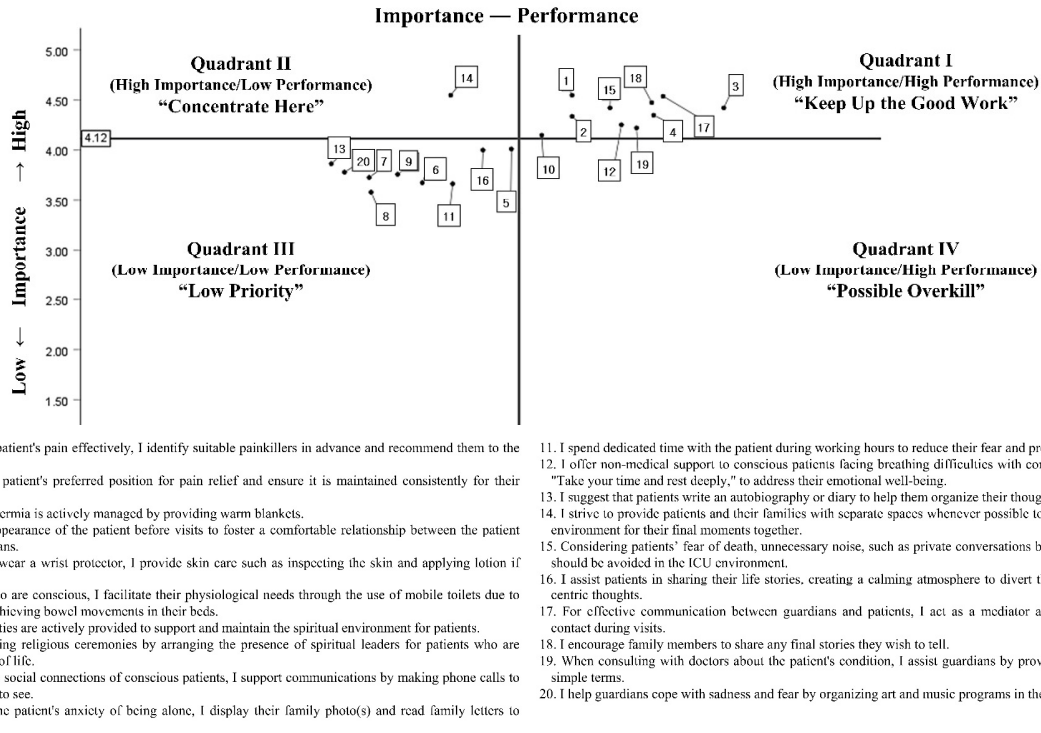 Importance — Performance
Quadrant II
(High Importance/Low Performance)
“Concentrate Here”
Quadrant I
(High Importance/High Performance)
“Keep Up the Good Work”
Low ← Importance → High
5.00
4.50
4.12
4.00
3.50
3.00
2.50
2.00
1.50
14
1
15
18
3
2
4
17
10
12
19
13
20
7
9
6
16
5
8
11
Quadrant III
(Low Importance/Low Performance)
“Low Priority”
Quadrant IV
(Low Importance/High Performance)
“Possible Overkill”
patient's pain effectively, I identify suitable painkillers in advance and recommend them to the
patient's preferred position for pain relief and ensure it is maintained consistently for their
ermia is actively managed by providing warm blankets.
ppearance of the patient before visits to foster a comfortable relationship between the patient
ans.
wear a wrist protector, I provide skin care such as inspecting the skin and applying lotion if
o are conscious, I facilitate their physiological needs through the use of mobile toilets due to
chieving bowel movements in their beds.
ties are actively provided to support and maintain the spiritual environment for patients.
ing religious ceremonies by arranging the presence of spiritual leaders for patients who are
of life.
social connections of conscious patients, I support communications by making phone calls to
to see.
he patient's anxiety of being alone, I display their family photo(s) and read family letters to
11. I spend dedicated time with the patient during working hours to reduce their fear and pr
12. I offer non-medical support to conscious patients facing breathing difficulties with co
"Take your time and rest deeply," to address their emotional well-being.
13. I suggest that patients write an autobiography or diary to help them organize their thoug
14. I strive to provide patients and their families with separate spaces whenever possible to
environment for their final moments together.
15. Considering patients’ fear of death, unnecessary noise, such as private conversations b
should be avoided in the ICU environment.
16. I assist patients in sharing their life stories, creating a calming atmosphere to divert t
centric thoughts.
17. For effective communication between guardians and patients, I act as a mediator a
contact during visits.
18. I encourage family members to share any final stories they wish to tell.
19. When consulting with doctors about the patient's condition, I assist guardians by prov
simple terms.
20. I help guardians cope with sadness and fear by organizing art and music programs in the